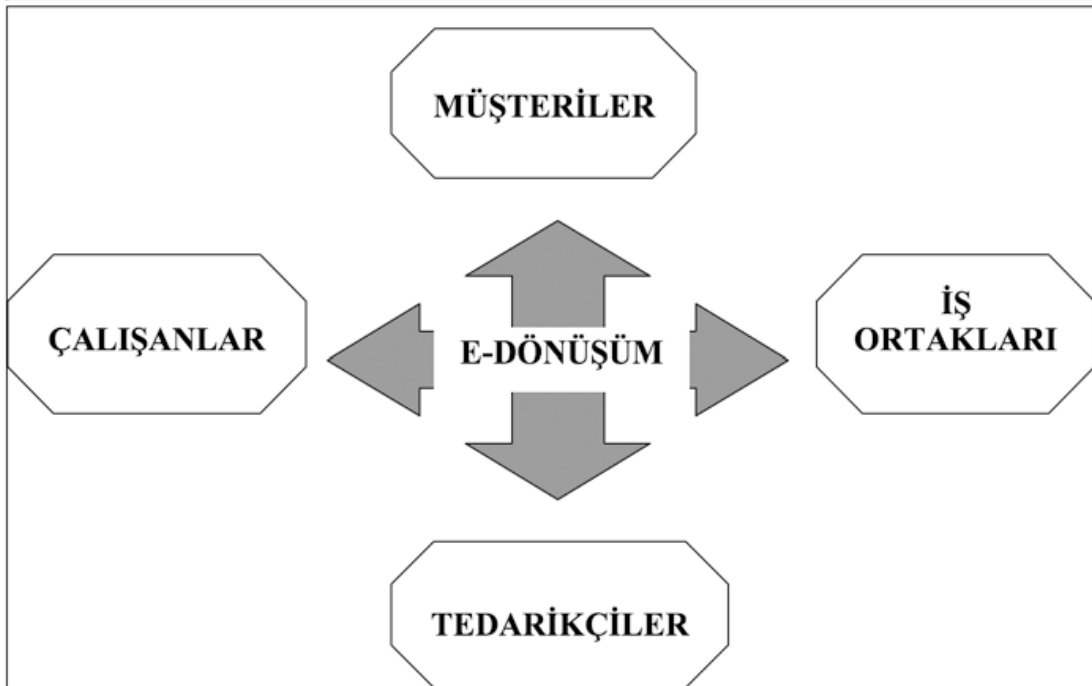 MÜŞTERİLER
ÇALIŞANLAR
E-DÖNÜŞÜM
İŞ
ORTAKLARI
TEDARİKÇİLER